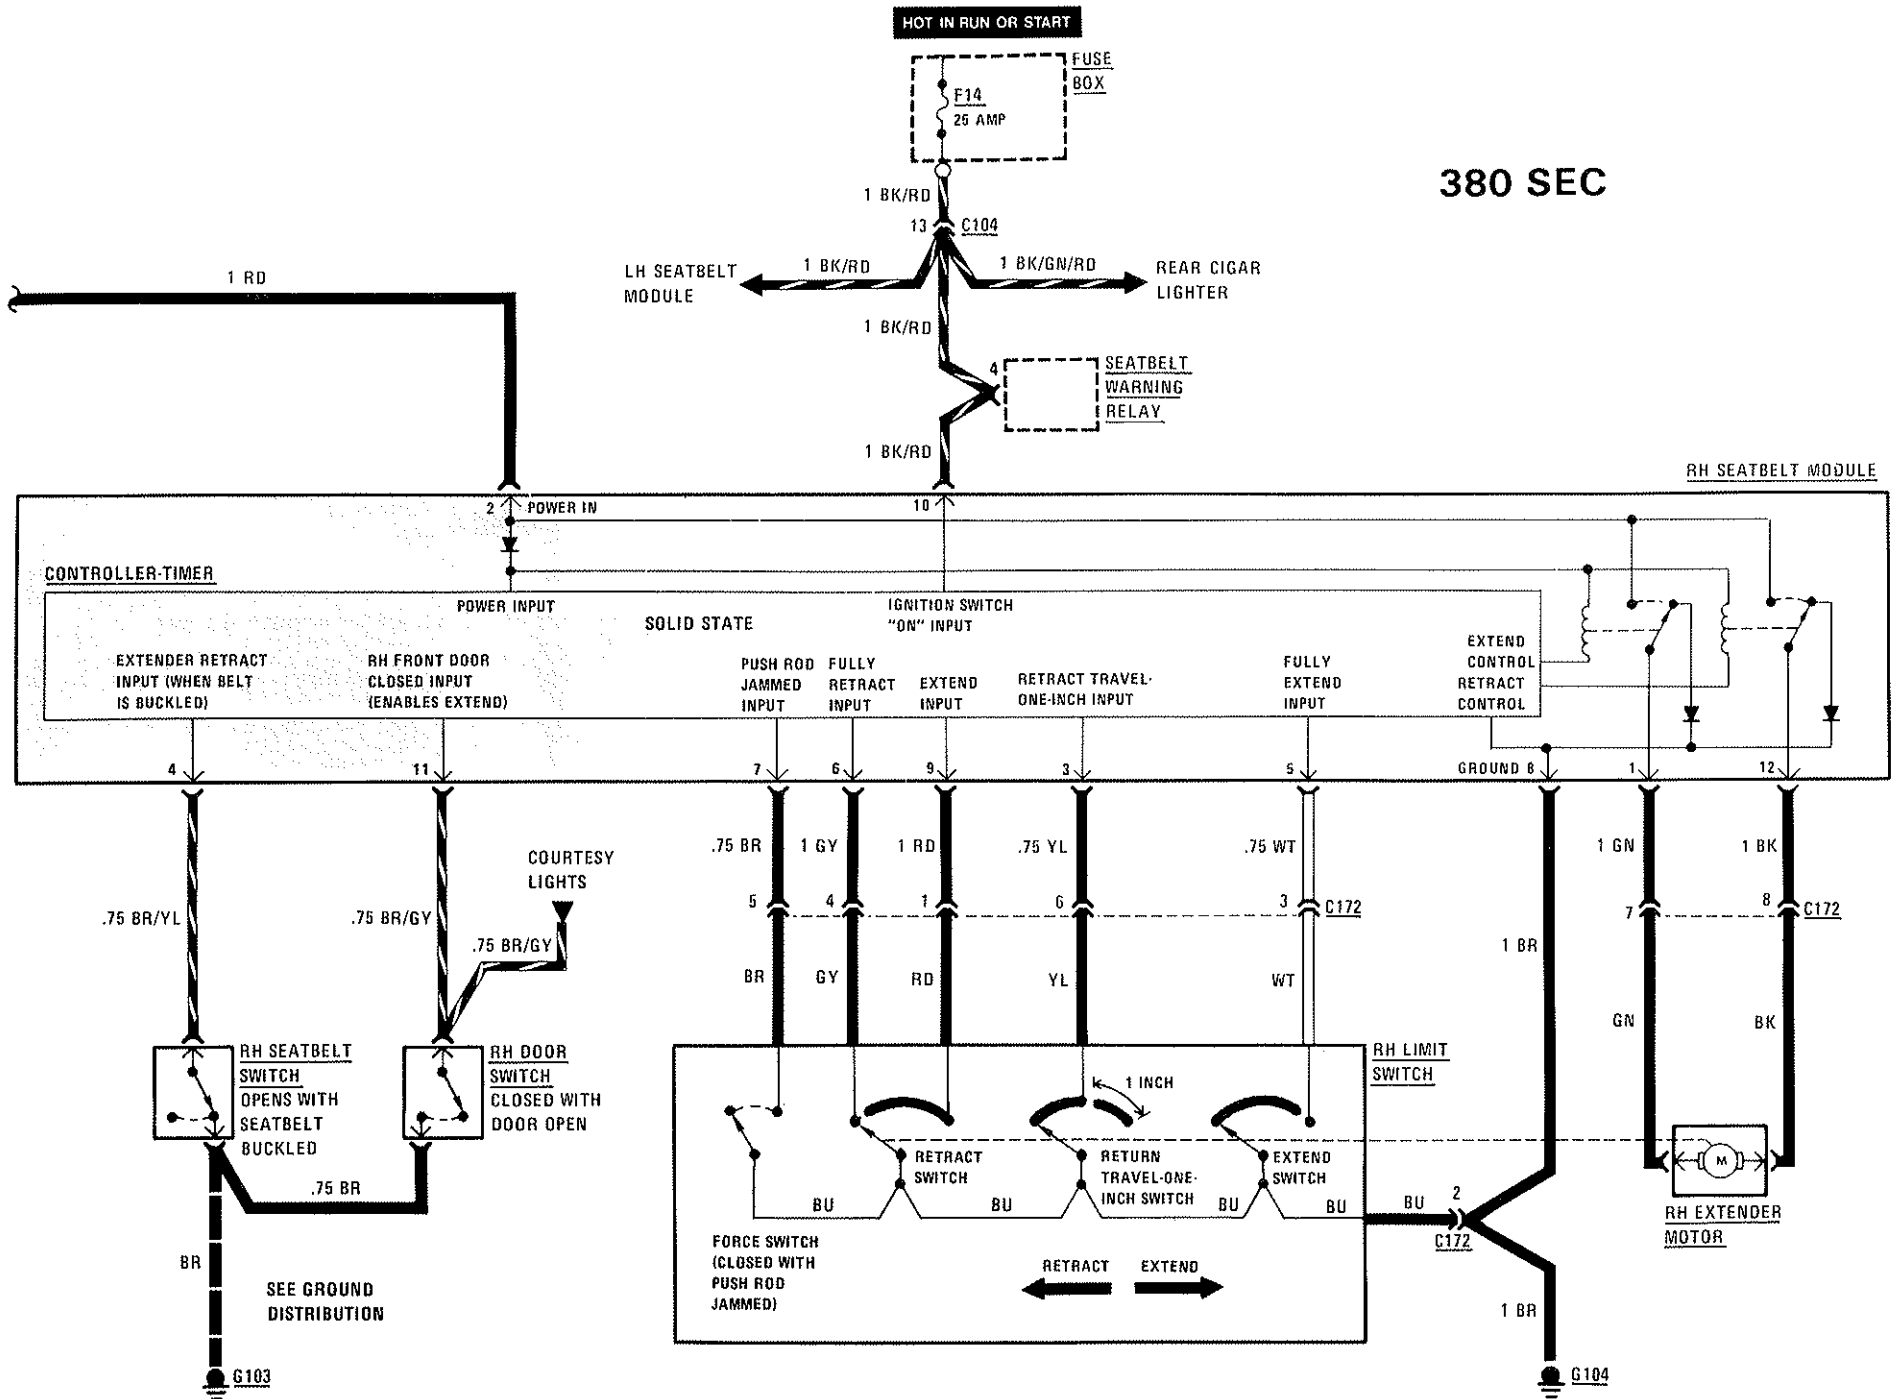 HOT IN RUN OR START
FUSE
BOX
F14
25 AMP
380 SEC
1 BK/RD
13
C104
1 RD
LH SEATBELT
MODULE
1 BK/RD
1 BK/GN/RD
REAR CIGAR
LIGHTER
1 BK/RD
4
SEATBELT
WARNING
RELAY
1 BK/RD
RH SEATBELT MODULE
2
POWER IN
10
CONTROLLER-TIMER
POWER INPUT
SOLID STATE
IGNITION SWITCH
"ON" INPUT
EXTENDER RETRACT
INPUT (WHEN BELT
IS BUCKLED)
RH FRONT DOOR
CLOSED INPUT
(ENABLES EXTEND)
PUSH ROD
JAMMED
INPUT
FULLY
RETRACT
INPUT
EXTEND
INPUT
RETRACT TRAVEL-
ONE-INCH INPUT
FULLY
EXTEND
INPUT
EXTEND
CONTROL
RETRACT
CONTROL
4
11
7
6
9
3
5
GROUND 8
1
12
.75 BR
1 GY
1 RD
.75 YL
.75 WT
1 GN
1 BK
COURTESY
LIGHTS
.75 BR/YL
.75 BR/GY
.75 BR/GY
5
4
1
6
3
C172
7
8
C172
1 BR
BR
GY
RD
YL
WT
GN
BK
RH SEATBELT
SWITCH
OPENS WITH
SEATBELT
BUCKLED
RH DOOR
SWITCH
CLOSED WITH
DOOR OPEN
RH LIMIT
SWITCH
1 INCH
RETRACT
SWITCH
RETURN
TRAVEL-ONE-
INCH SWITCH
EXTEND
SWITCH
M
.75 BR
BU
BU
BU
BU
BU
2
C172
RH EXTENDER
MOTOR
BR
SEE GROUND
DISTRIBUTION
FORCE SWITCH
(CLOSED WITH
PUSH ROD
JAMMED)
RETRACT
EXTEND
1 BR
G103
G104